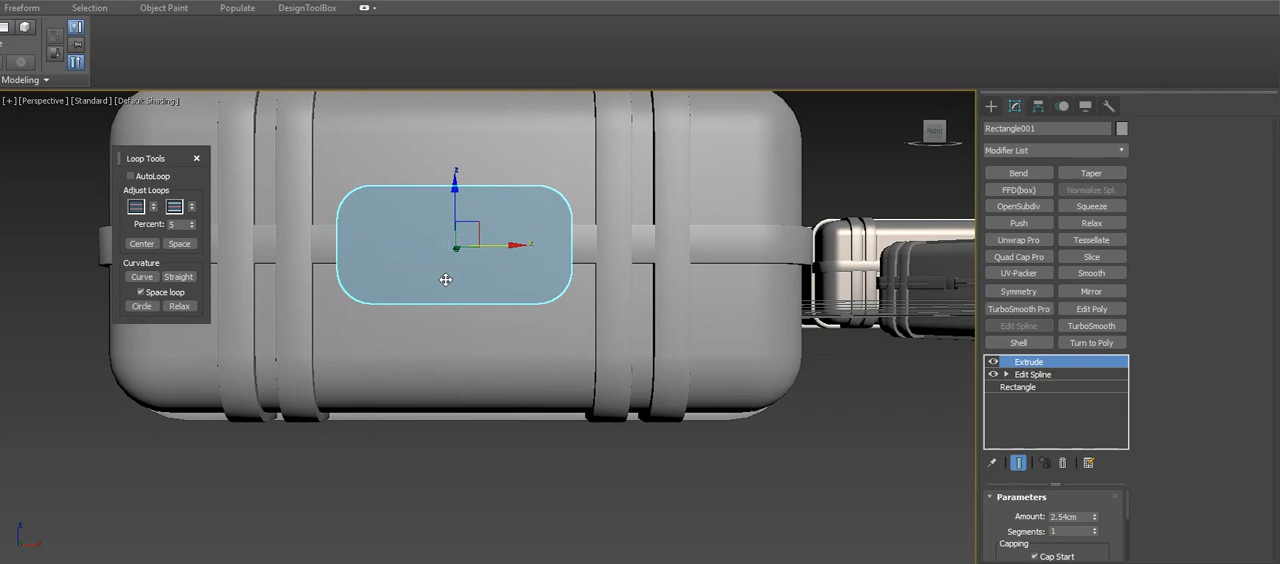 Freeform Selection Object Paint Populate DesignToolBox
Modeling
[+] [Perspective] [Standard] [Default Shading]
FRONT
Loop Tools
AutoLoop
Adjust Loops
Percent: 5
Center Space
Curvature
Curve Straight
Space loop
Circle Relax
z
z
x
Rectangle001
Modifier List
Bend Taper
FFD(box) Normalize Spl.
OpenSubdiv Squeeze
Push Relax
Unwrap Pro Tessellate
Quad Cap Pro Slice
UV-Packer Smooth
Symmetry Mirror
TurboSmooth Pro Edit Poly
Edit Spline TurboSmooth
Shell Turn to Poly
Extrude
Edit Spline
Rectangle
Parameters
Amount: 2.54cm
Segments: 1
Capping
Cap Start